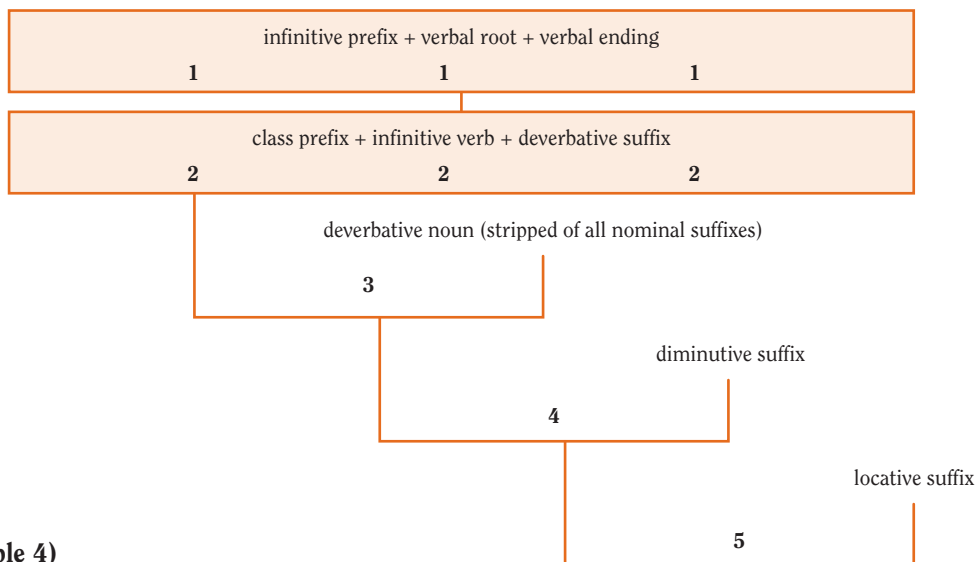 infinitive prefix + verbal root + verbal ending
1 1 1
class prefix + infinitive verb + deverbative suffix
2 2 2
deverbative noun (stripped of all nominal suffixes)
3
diminutive suffix
4
locative suffix
5
ple 4)